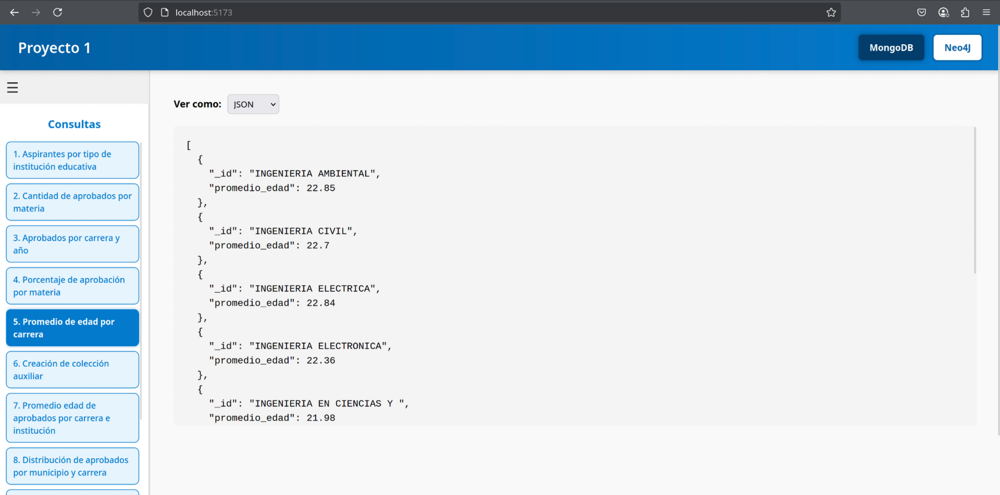 localhost:5173
Proyecto 1
MongoDB
Neo4J
☰
Consultas
1. Aspirantes por tipo de
institución educativa
2. Cantidad de aprobados por
materia
3. Aprobados por carrera y
año
4. Porcentaje de aprobación
por materia
5. Promedio de edad por
carrera
6. Creación de colección
auxiliar
7. Promedio edad de
aprobados por carrera e
institución
8. Distribución de aprobados
por municipio y carrera
Ver como: JSON
[
  {
    "_id": "INGENIERIA AMBIENTAL",
    "promedio_edad": 22.85
  },
  {
    "_id": "INGENIERIA CIVIL",
    "promedio_edad": 22.7
  },
  {
    "_id": "INGENIERIA ELECTRICA",
    "promedio_edad": 22.84
  },
  {
    "_id": "INGENIERIA ELECTRONICA",
    "promedio_edad": 22.36
  },
  {
    "_id": "INGENIERIA EN CIENCIAS Y ",
    "promedio_edad": 21.98